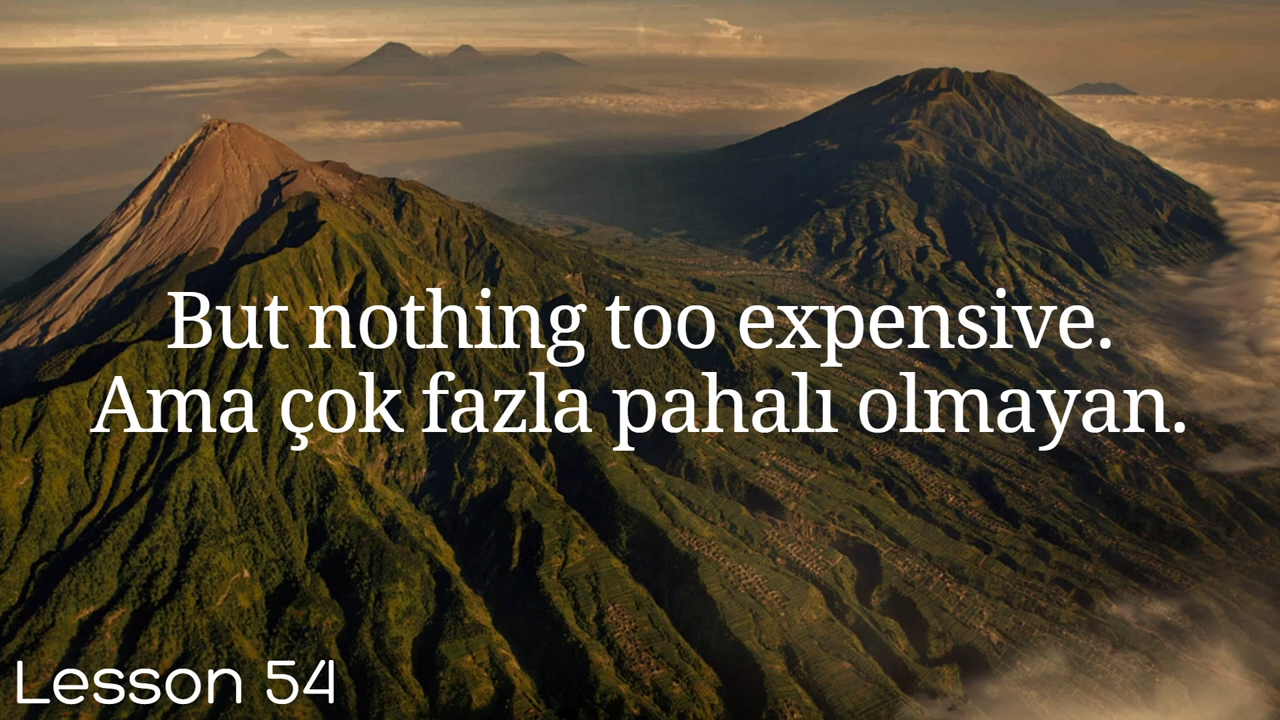 But nothing too expensive.
Ama çok fazla pahalı olmayan.
Lesson 54